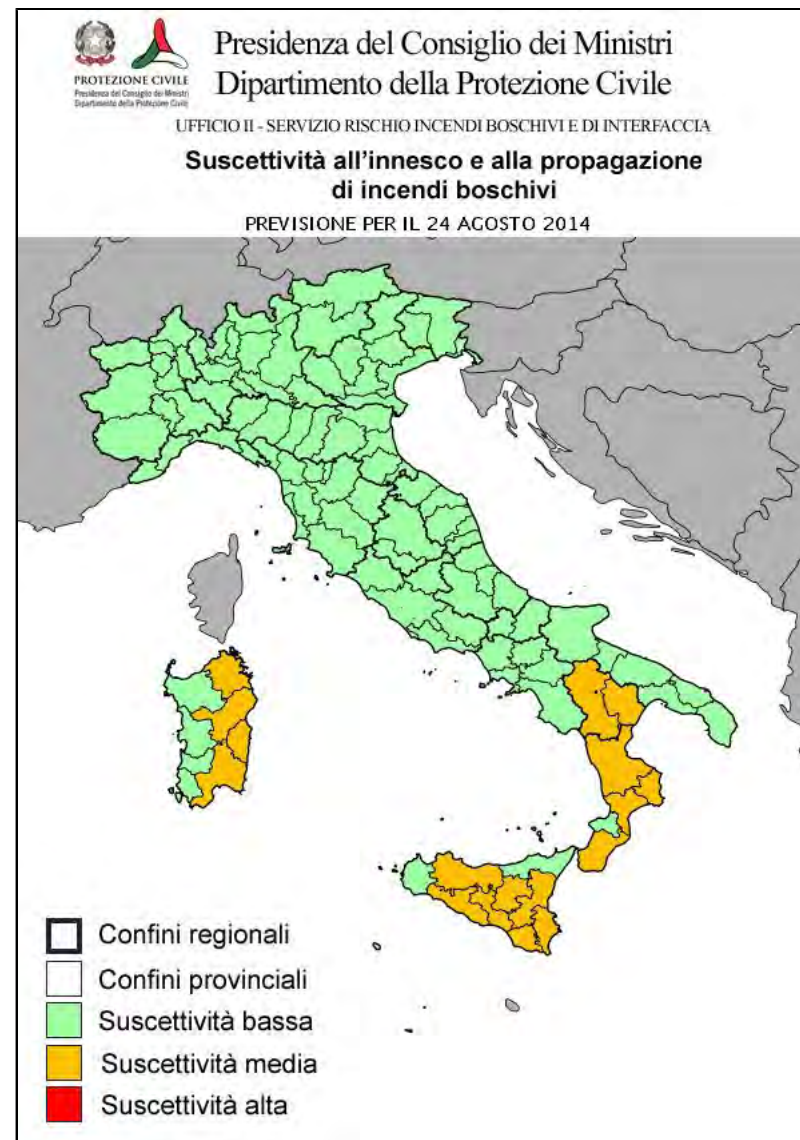 Presidenza del Consiglio dei Ministri
Dipartimento della Protezione Civile
PROTEZIONE CIVILE
Presidenza del Consiglio dei Ministri
Dipartimento della Protezione Civile
UFFICIO II - SERVIZIO RISCHIO INCENDI BOSCHIVI E DI INTERFACCIA
Suscettività all'innesco e alla propagazione
di incendi boschivi
PREVISIONE PER IL 24 AGOSTO 2014
Confini regionali
Confini provinciali
Suscettività bassa
Suscettività media
Suscettività alta